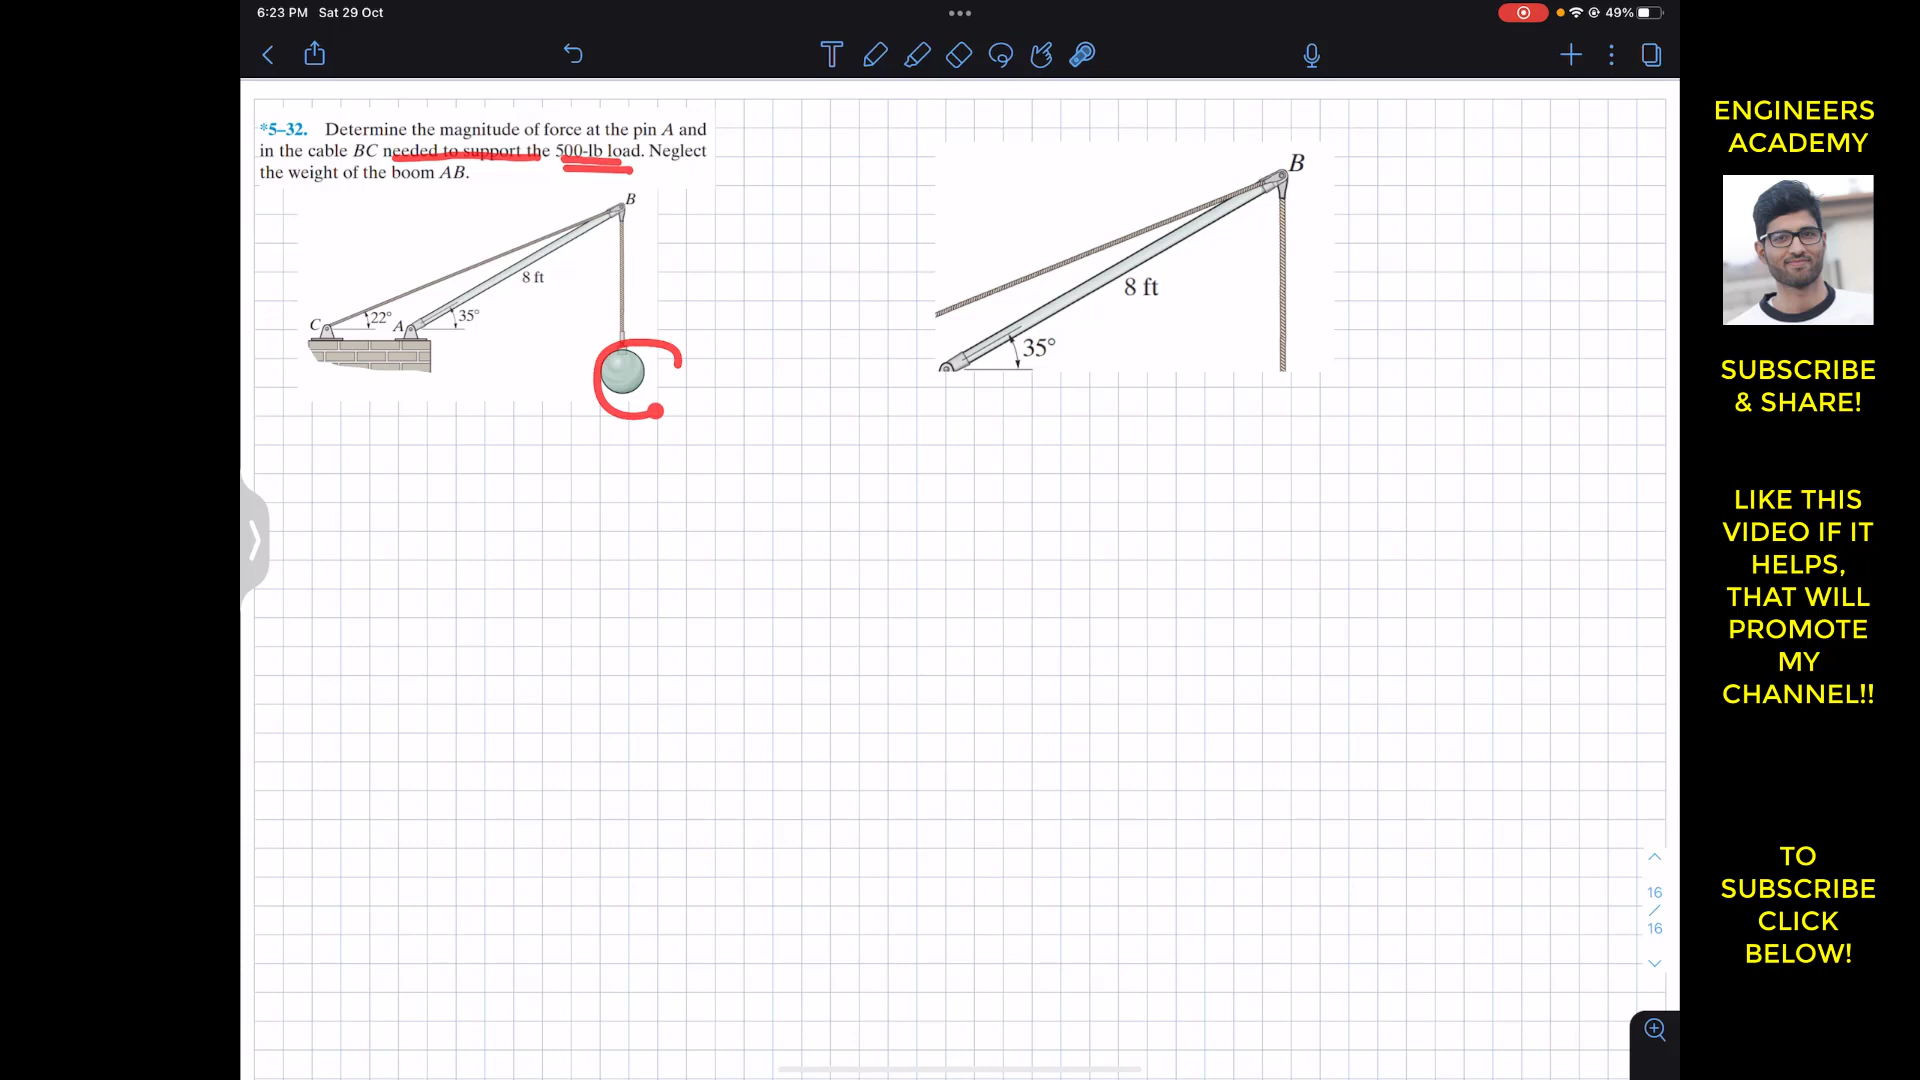 6:23 PM Sat 29 Oct
49%
*5–32. Determine the magnitude of force at the pin A and
in the cable BC needed to support the 500-lb load. Neglect
the weight of the boom AB.
B
8 ft
C
22°
A
35°
B
8 ft
35°
16
/
16
ENGINEERS
ACADEMY
SUBSCRIBE
& SHARE!
LIKE THIS
VIDEO IF IT
HELPS,
THAT WILL
PROMOTE
MY
CHANNEL!!
TO
SUBSCRIBE
CLICK
BELOW!